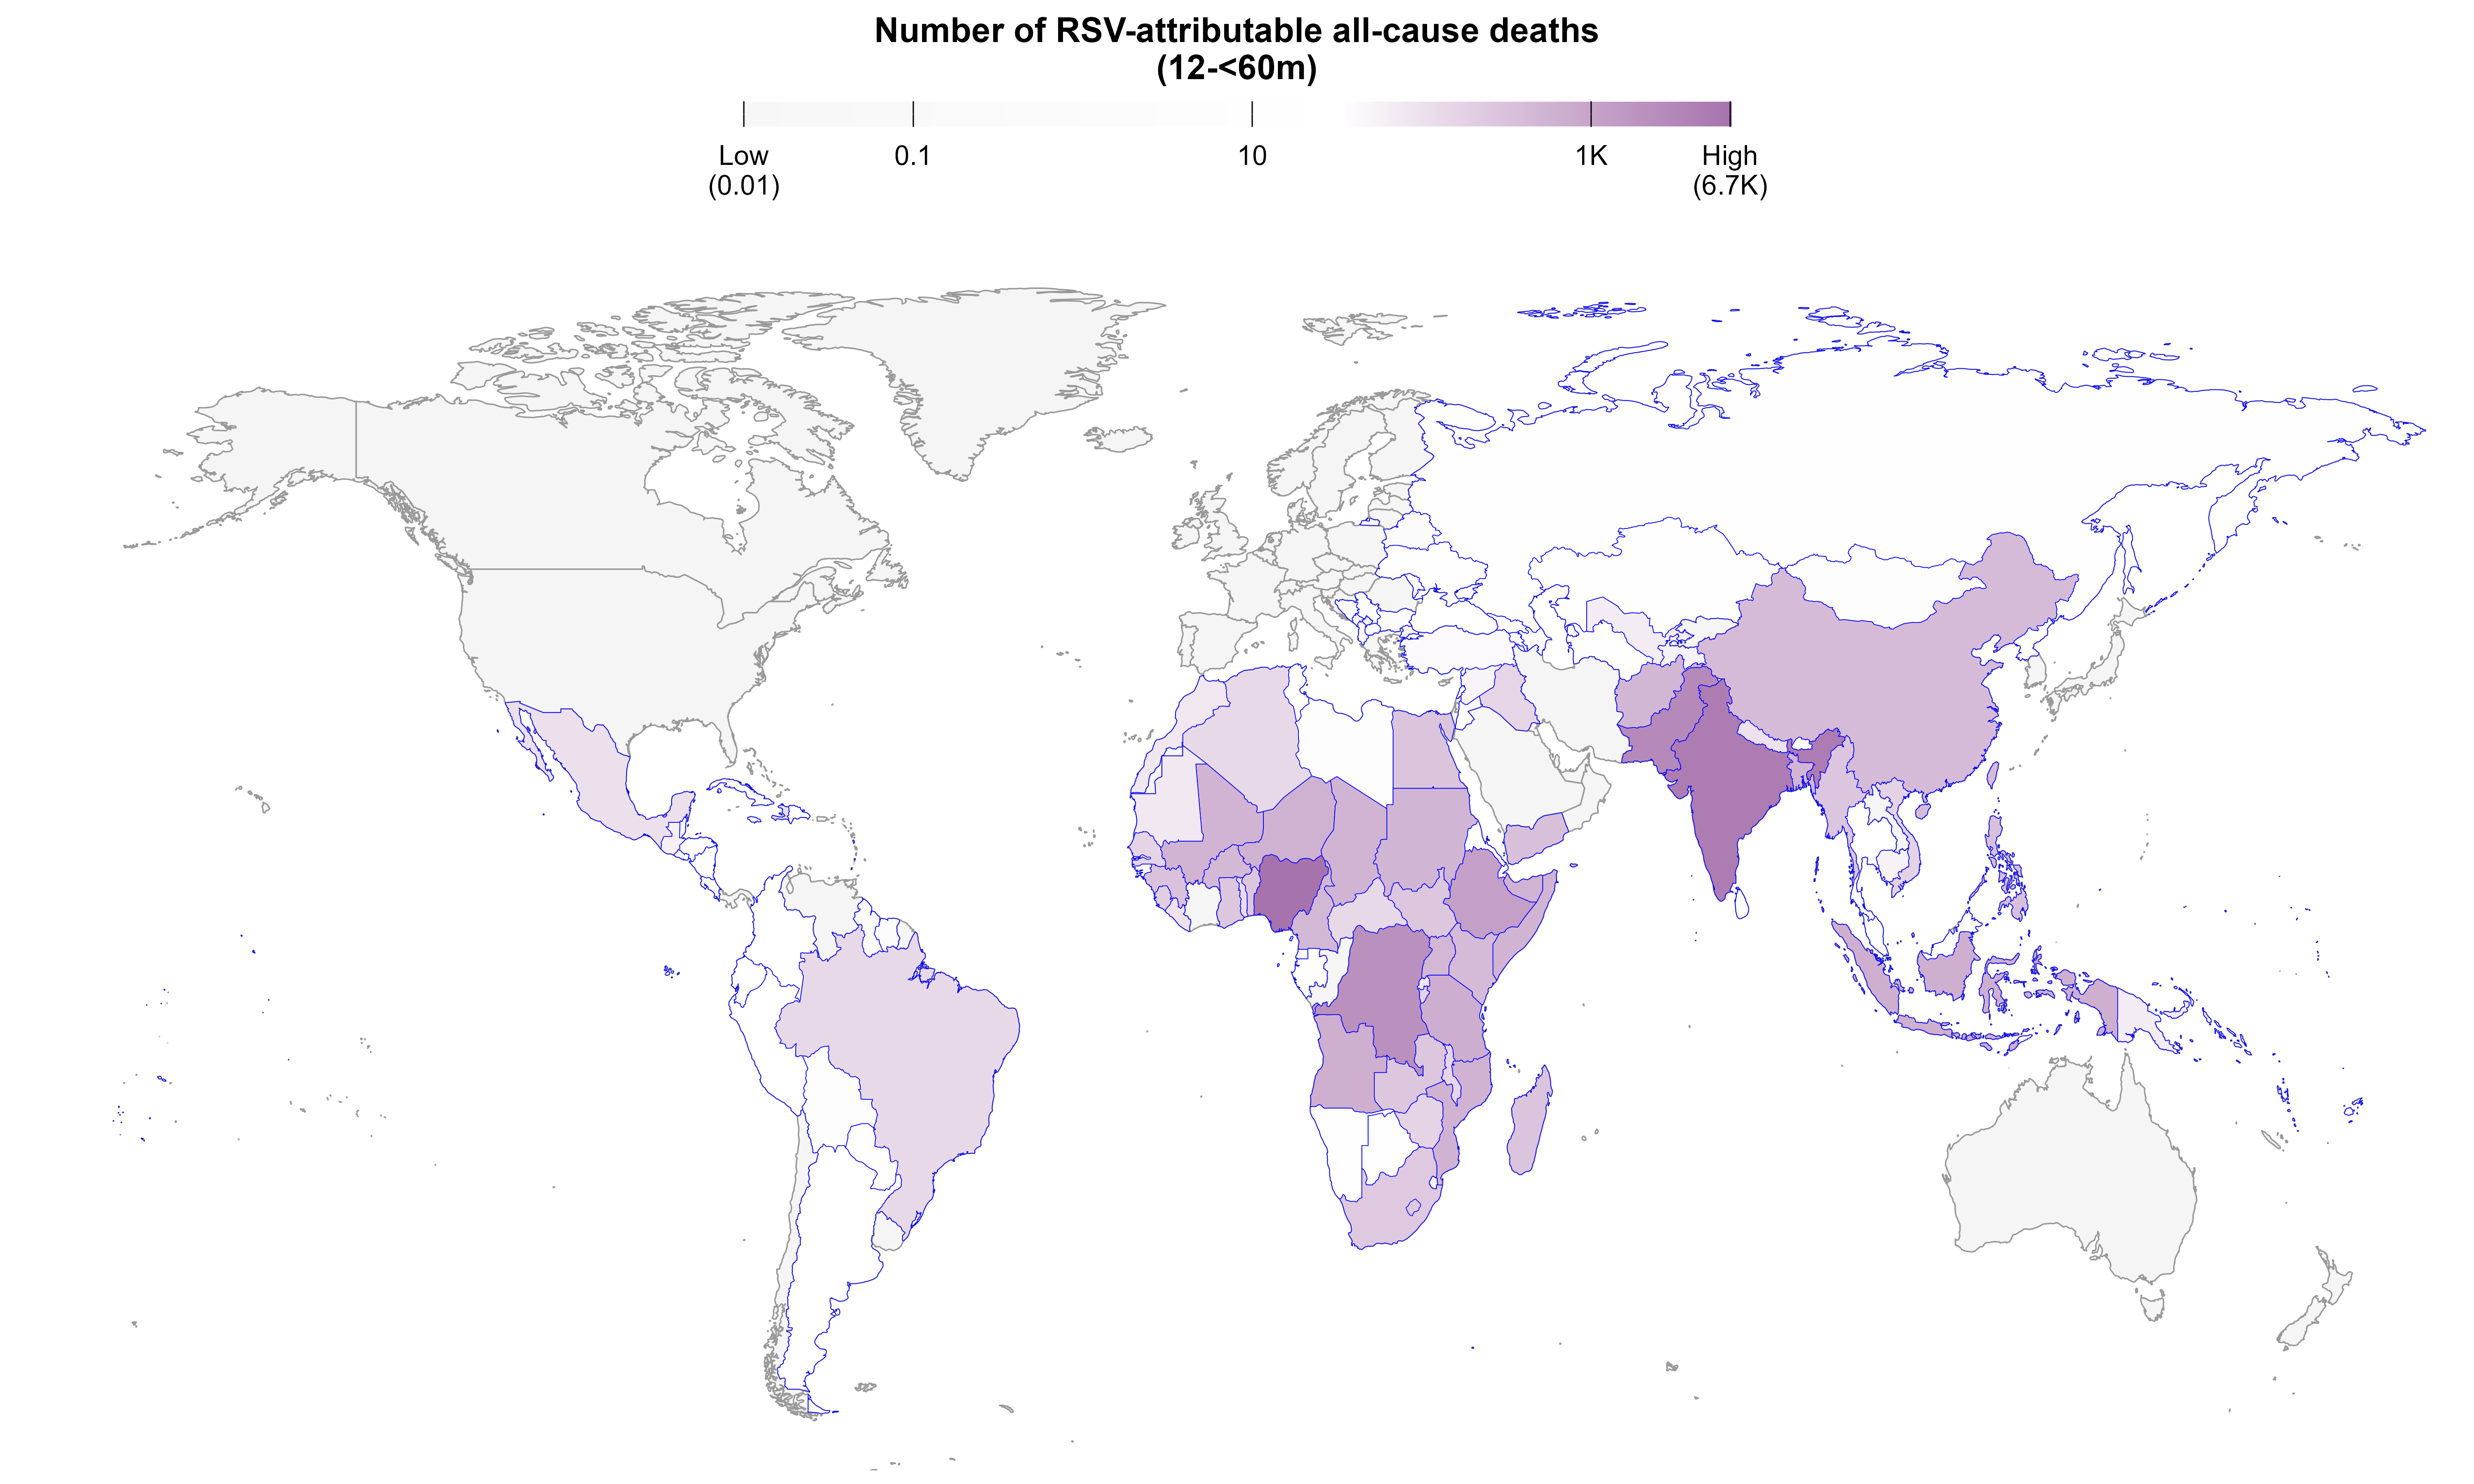 Number of RSV-attributable all-cause deaths
(12-<60m)
Low
(0.01)
0.1
10
1K
High
(6.7K)